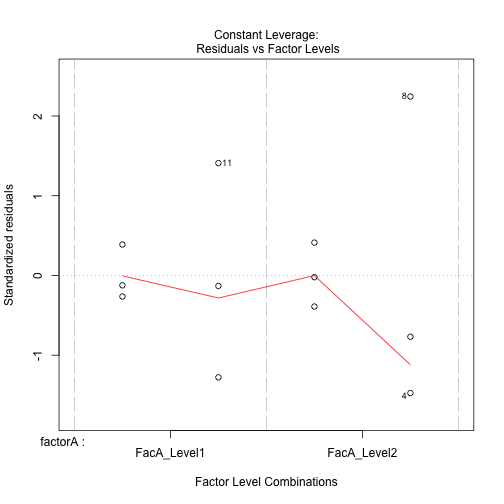 Constant Leverage:
Residuals vs Factor Levels
Standardized residuals
2
1
0
-1
8
11
4
factorA :
FacA_Level1
FacA_Level2
Factor Level Combinations